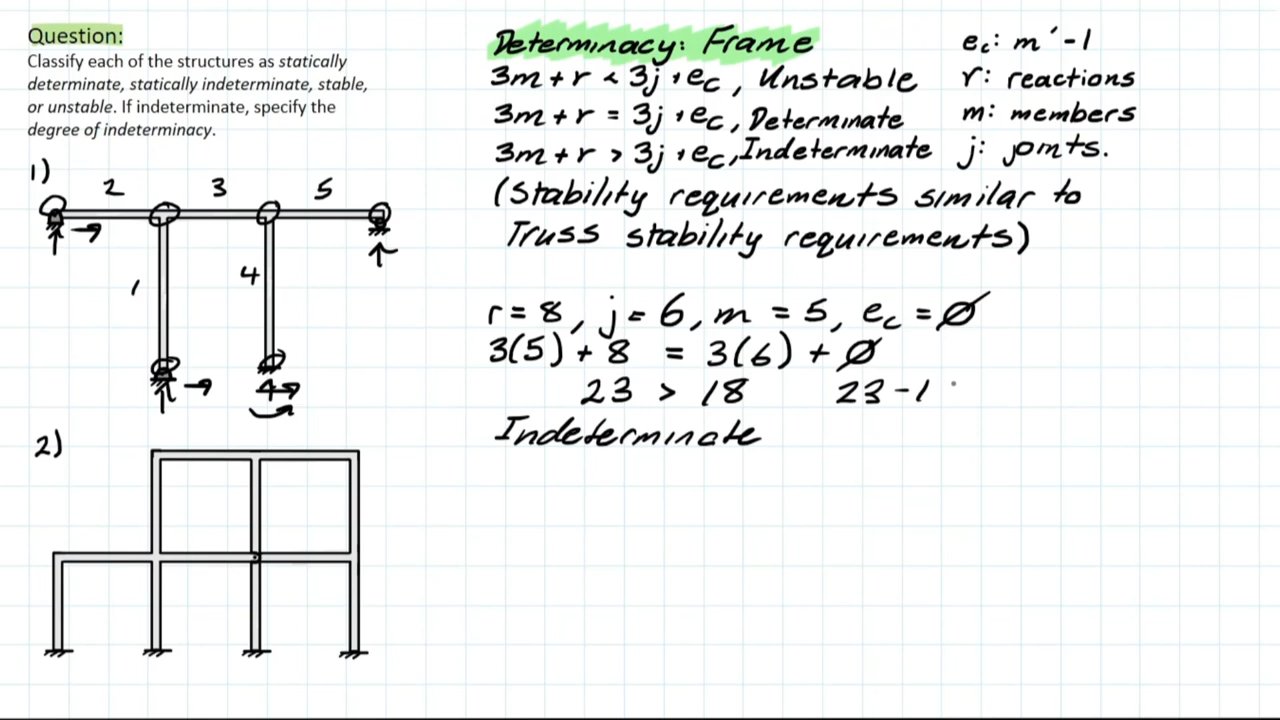 Question:
Classify each of the structures as statically
determinate, statically indeterminate, stable,
or unstable. If indeterminate, specify the
degree of indeterminacy.
1)
2 3 5
1 4
2)
Determinacy: Frame
3m + r < 3j + ec, Unstable
3m + r = 3j + ec, Determinate
3m + r > 3j + ec, Indeterminate
(Stability requirements similar to
Truss stability requirements)
ec: m' -1
r: reactions
m: members
j: joints.
r = 8, j = 6, m = 5, ec = Ø
3(5) + 8 = 3(6) + Ø
23 > 18 23 - 1
Indeterminate